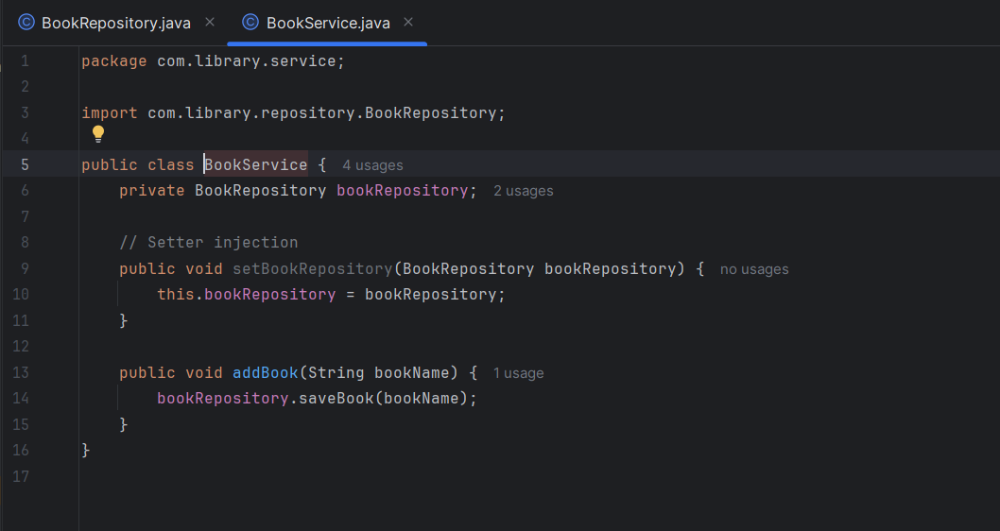 BookRepository.java × BookService.java ×
1 package com.library.service;
2
3 import com.library.repository.BookRepository;
4
5 public class BookService { 4 usages
6     private BookRepository bookRepository; 2 usages
7
8     // Setter injection
9     public void setBookRepository(BookRepository bookRepository) { no usages
10         this.bookRepository = bookRepository;
11     }
12
13     public void addBook(String bookName) { 1 usage
14         bookRepository.saveBook(bookName);
15     }
16 }
17